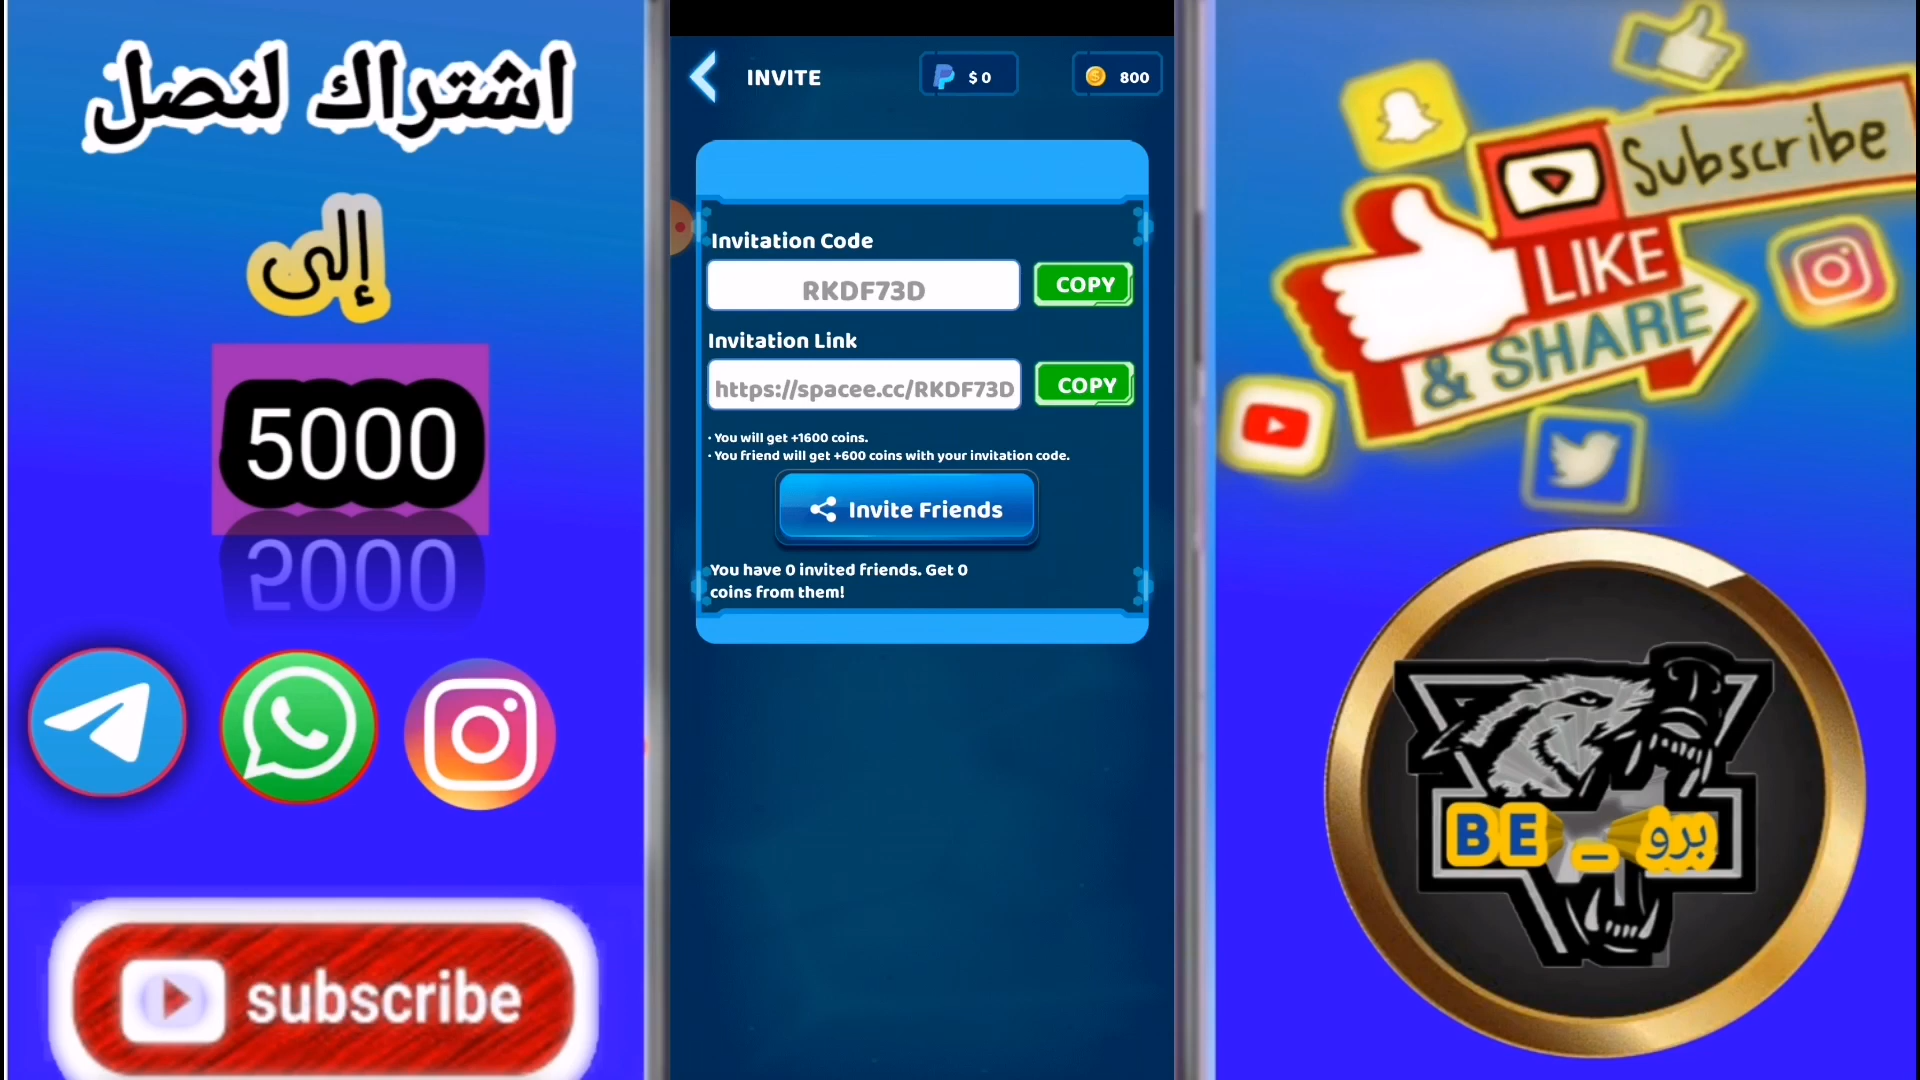 اشتراك لنصل
إلى
5000
5000
subscribe
INVITE
$ 0
800
Invitation Code
RKDF73D
COPY
Invitation Link
https://spacee.cc/RKDF73D
COPY
· You will get +1600 coins.
· You friend will get +600 coins with your invitation code.
Invite Friends
You have 0 invited friends. Get 0
coins from them!
Subscribe
LIKE
& SHARE
BE _ برو